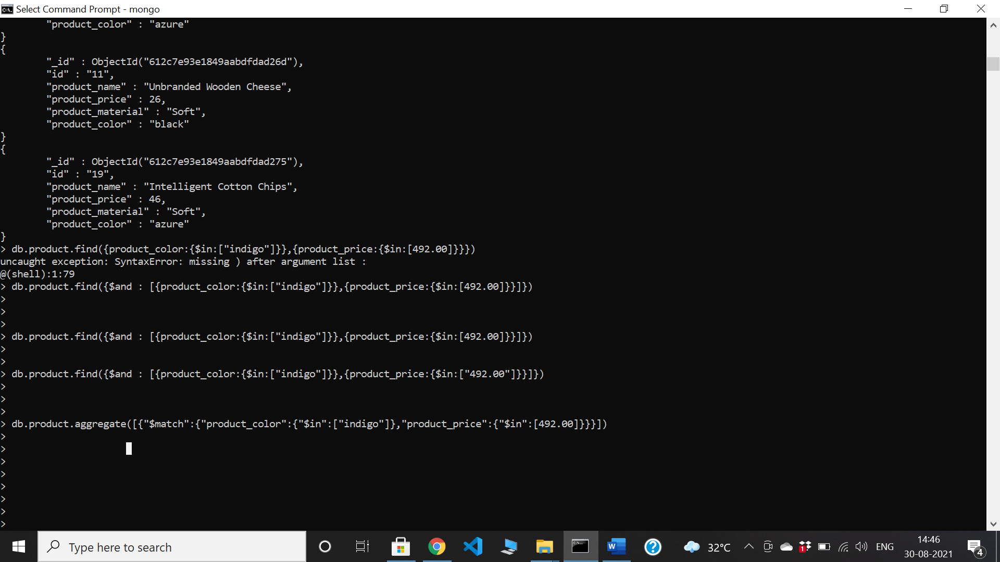 Select Command Prompt - mongo
        "product_color" : "azure"
}
{
        "_id" : ObjectId("612c7e93e1849aabdfdad26d"),
        "id" : "11",
        "product_name" : "Unbranded Wooden Cheese",
        "product_price" : 26,
        "product_material" : "Soft",
        "product_color" : "black"
}
{
        "_id" : ObjectId("612c7e93e1849aabdfdad275"),
        "id" : "19",
        "product_name" : "Intelligent Cotton Chips",
        "product_price" : 46,
        "product_material" : "Soft",
        "product_color" : "azure"
}
> db.product.find({product_color:{$in:["indigo"]}},{product_price:{$in:[492.00]}}})
uncaught exception: SyntaxError: missing ) after argument list :
@(shell):1:79
> db.product.find({$and : [{product_color:{$in:["indigo"]}},{product_price:{$in:[492.00]}}]})
>
>
>
> db.product.find({$and : [{product_color:{$in:["indigo"]}},{product_price:{$in:[492.00]}}]})
>
>
> db.product.find({$and : [{product_color:{$in:["indigo"]}},{product_price:{$in:["492.00"]}}]})
>
>
>
> db.product.aggregate([{"$match":{"product_color":{"$in":["indigo"]},"product_price":{"$in":[492.00]}}}])
>
>
>
>
>
>
>
>
Type here to search
W
?
32°C
1
ENG
14:46
30-08-2021
4